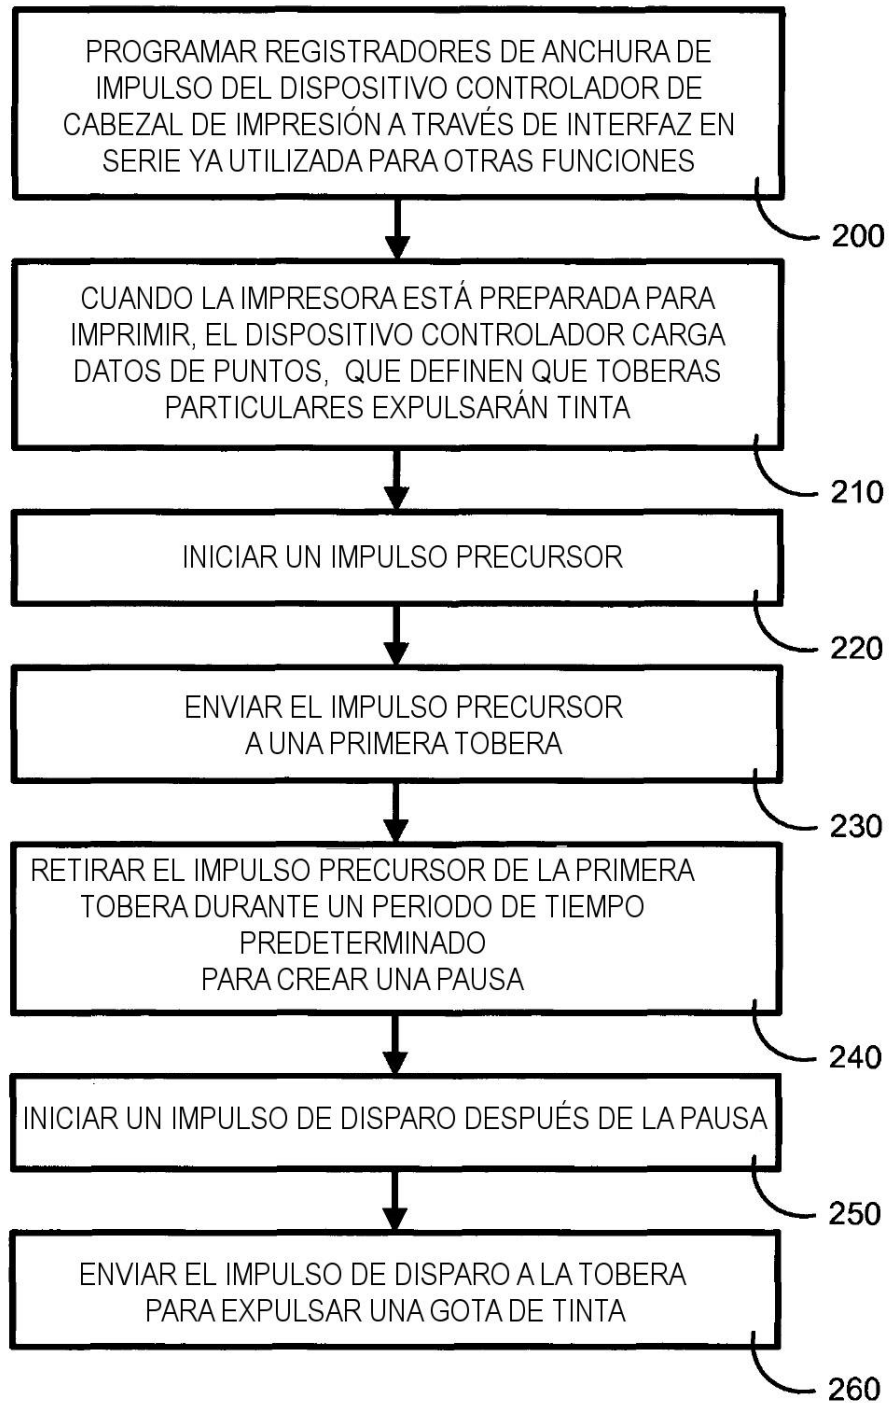 PROGRAMAR REGISTRADORES DE ANCHURA DE
IMPULSO DEL DISPOSITIVO CONTROLADOR DE
CABEZAL DE IMPRESIÓN A TRAVÉS DE INTERFAZ EN
SERIE YA UTILIZADA PARA OTRAS FUNCIONES
200
CUANDO LA IMPRESORA ESTÁ PREPARADA PARA
IMPRIMIR, EL DISPOSITIVO CONTROLADOR CARGA
DATOS DE PUNTOS, QUE DEFINEN QUE TOBERAS
PARTICULARES EXPULSARÁN TINTA
210
INICIAR UN IMPULSO PRECURSOR
220
ENVIAR EL IMPULSO PRECURSOR
A UNA PRIMERA TOBERA
230
RETIRAR EL IMPULSO PRECURSOR DE LA PRIMERA
TOBERA DURANTE UN PERIODO DE TIEMPO
PREDETERMINADO
PARA CREAR UNA PAUSA
240
INICIAR UN IMPULSO DE DISPARO DESPUÉS DE LA PAUSA
250
ENVIAR EL IMPULSO DE DISPARO A LA TOBERA
PARA EXPULSAR UNA GOTA DE TINTA
260